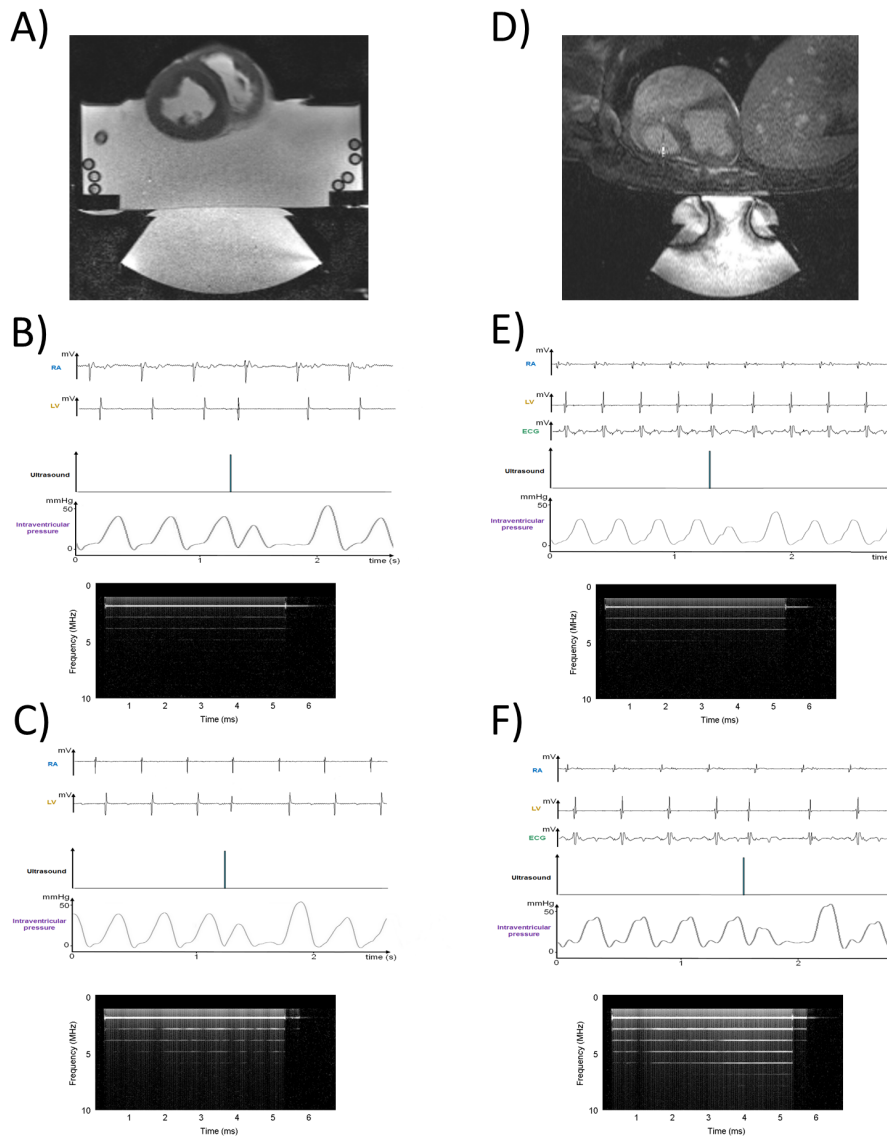 A)
B)
mV
RA
mV
LV
Ultrasound
mmHg
50
Intraventricular
pressure
0
0
1
2
time (s)
0
5
10
Frequency (MHz)
1
2
3
4
5
6
Time (ms)
C)
mV
RA
mV
LV
Ultrasound
mmHg
50
Intraventricular
pressure
0
0
1
2
time (s)
0
5
10
Frequency (MHz)
1
2
3
4
5
6
Time (ms)
D)
E)
mV
RA
mV
LV
mV
ECG
Ultrasound
mmHg
50
Intraventricular
pressure
0
0
1
2
time
0
5
10
Frequency (MHz)
1
2
3
4
5
6
Time (ms)
F)
mV
RA
mV
LV
mV
ECG
Ultrasound
mmHg
50
Intraventricular
pressure
0
0
1
2
0
5
10
Frequency (MHz)
1
2
3
4
5
6
Time (ms)